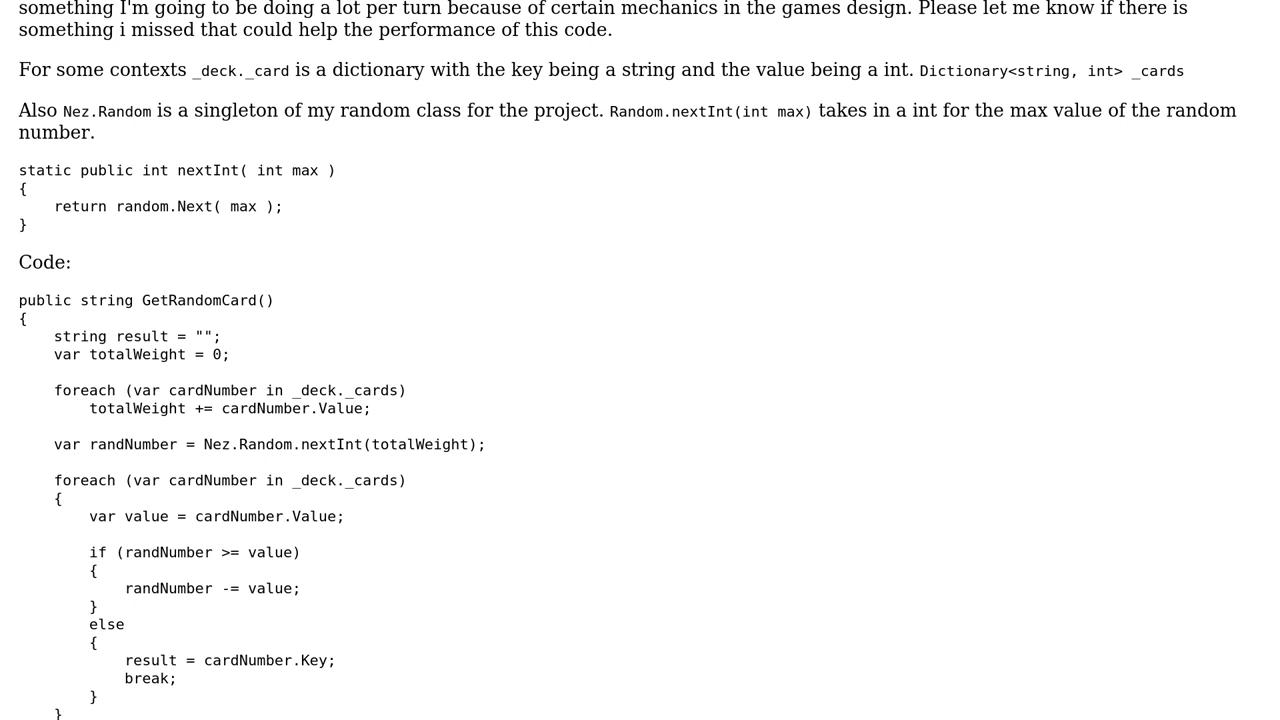 something I'm going to be doing a lot per turn because of certain mechanics in the games design. Please let me know if there is
something i missed that could help the performance of this code.
For some contexts _deck._card is a dictionary with the key being a string and the value being a int. Dictionary<string, int> _cards
Also Nez.Random is a singleton of my random class for the project. Random.nextInt(int max) takes in a int for the max value of the random
number.
static public int nextInt( int max )
{
    return random.Next( max );
}
Code:
public string GetRandomCard()
{
    string result = "";
    var totalWeight = 0;
    foreach (var cardNumber in _deck._cards)
        totalWeight += cardNumber.Value;
    var randNumber = Nez.Random.nextInt(totalWeight);
    foreach (var cardNumber in _deck._cards)
    {
        var value = cardNumber.Value;
        if (randNumber >= value)
        {
            randNumber -= value;
        }
        else
        {
            result = cardNumber.Key;
            break;
        }
    }